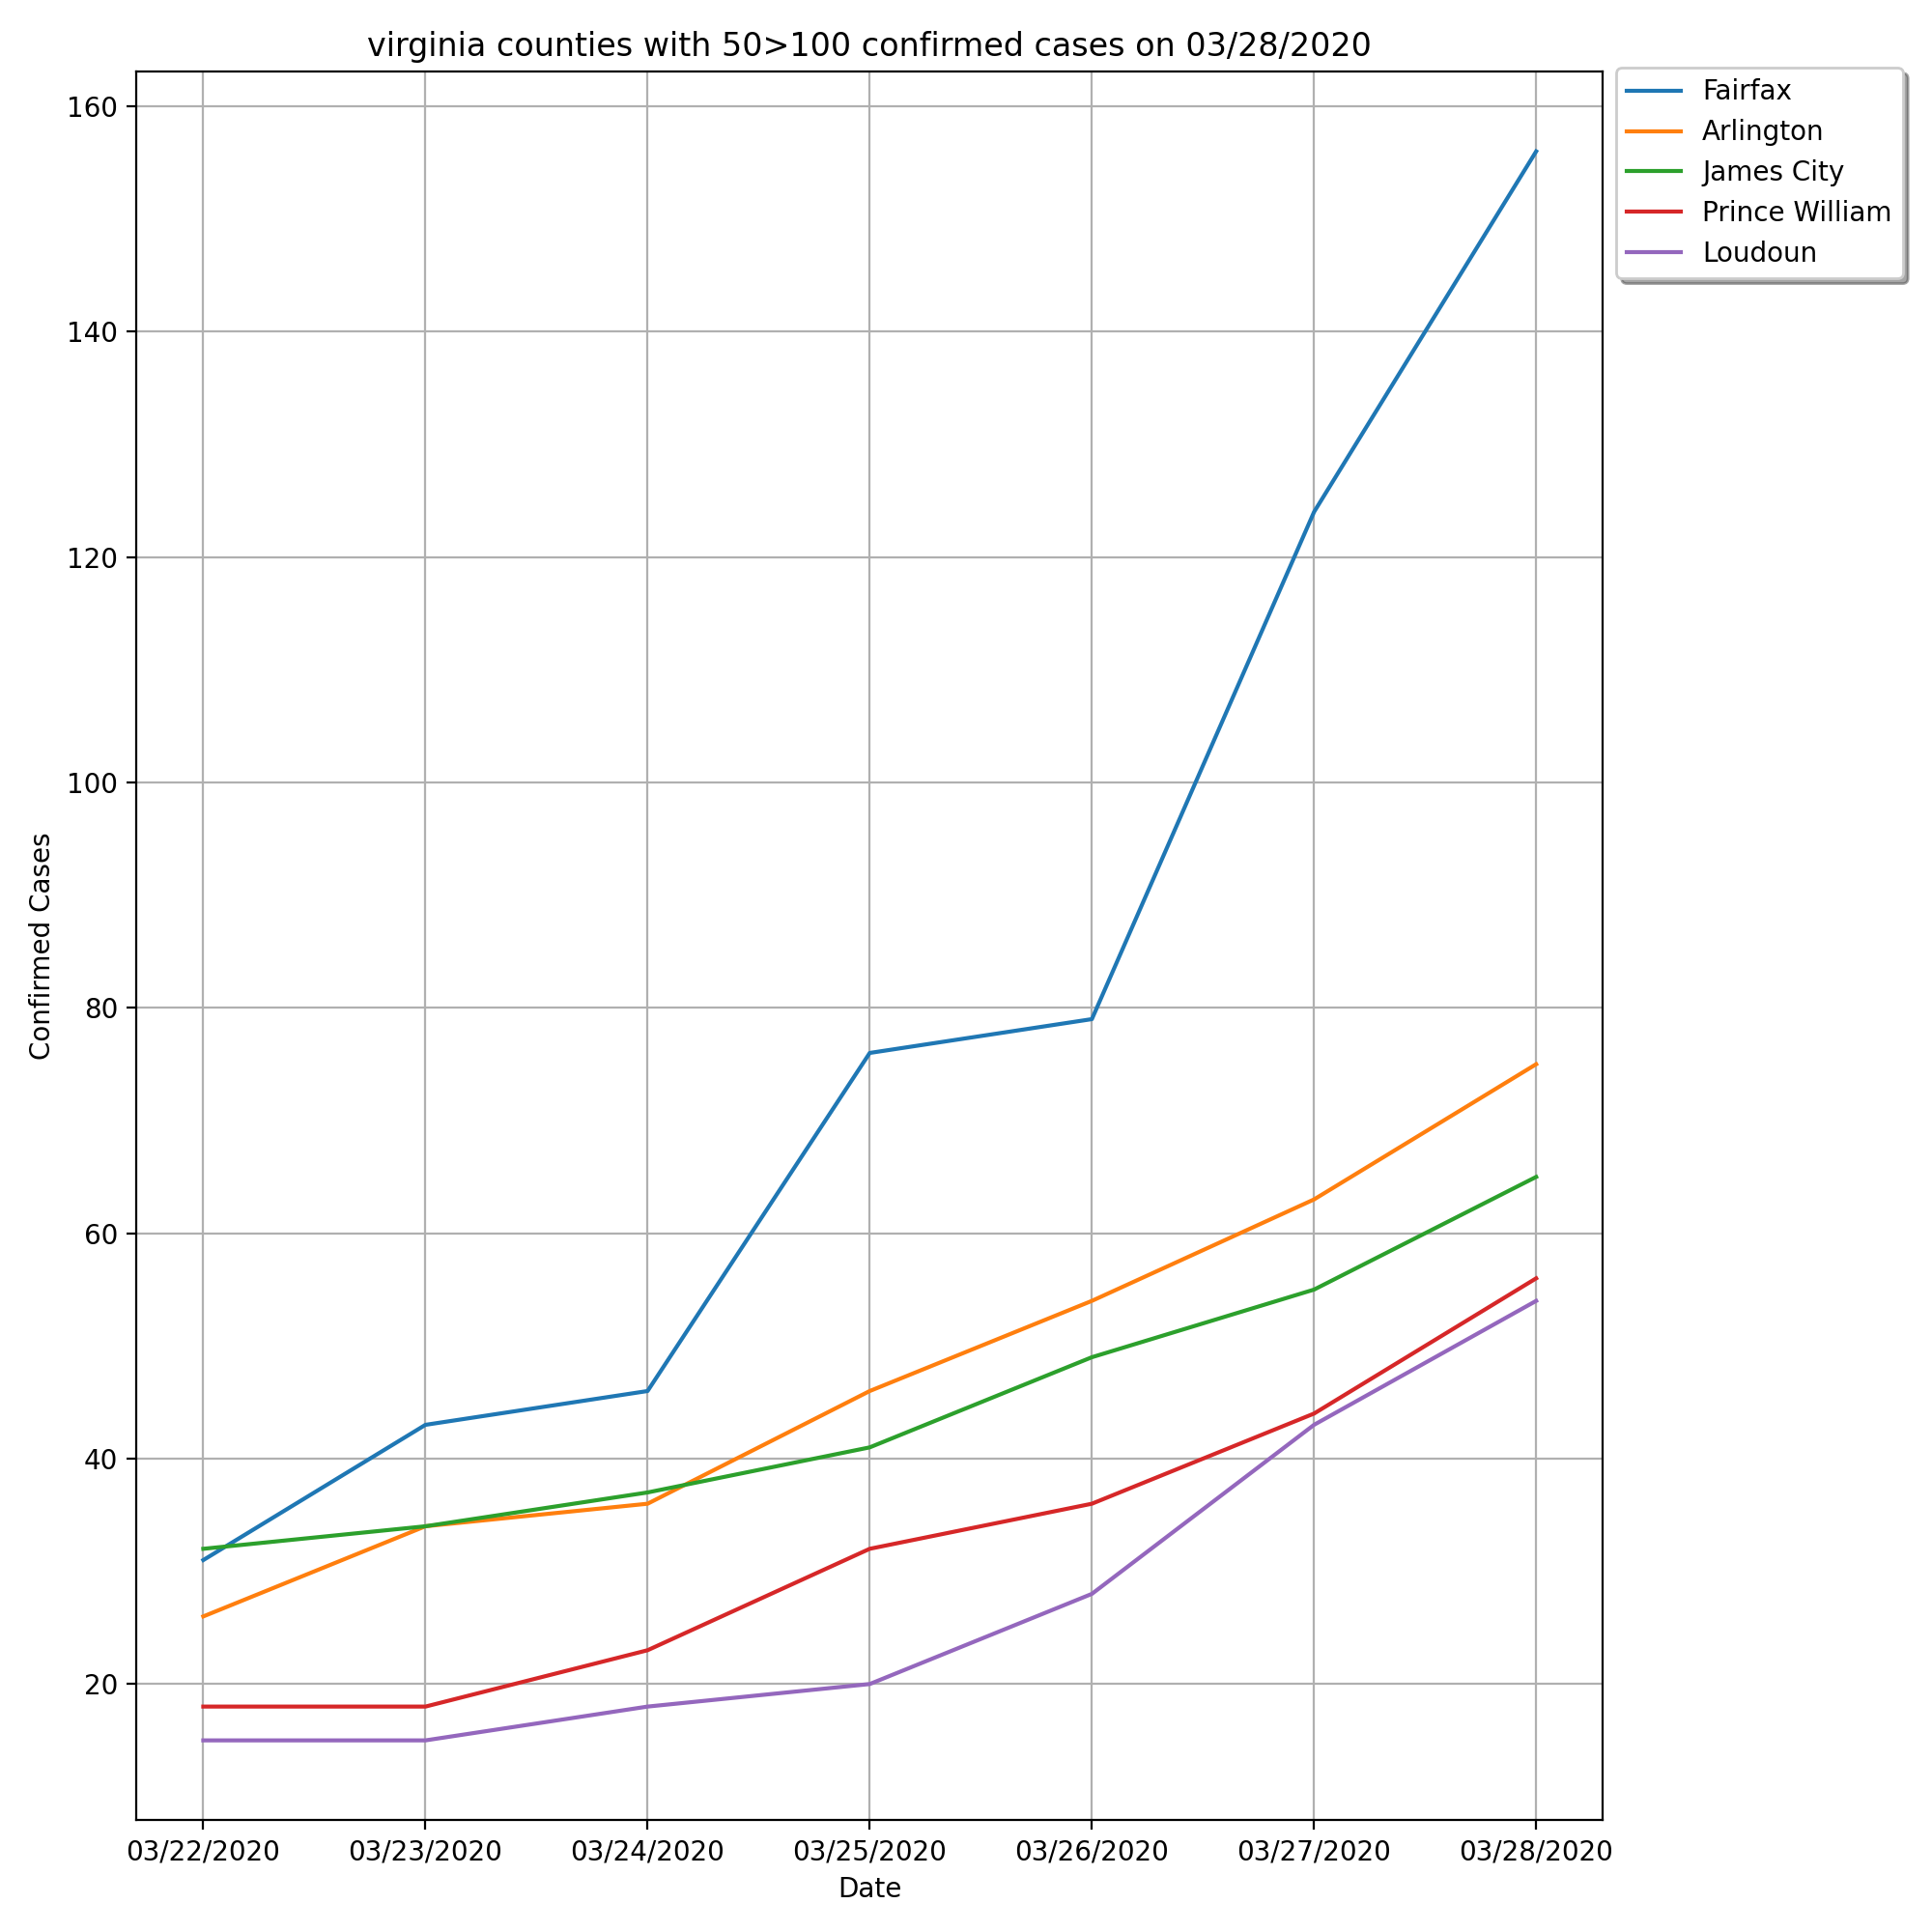 virginia counties with 50>100 confirmed cases on 03/28/2020
Fairfax
Arlington
James City
Prince William
Loudoun
160
140
120
100
80
60
40
20
Confirmed Cases
03/22/2020 03/23/2020 03/24/2020 03/25/2020 03/26/2020 03/27/2020 03/28/2020
Date